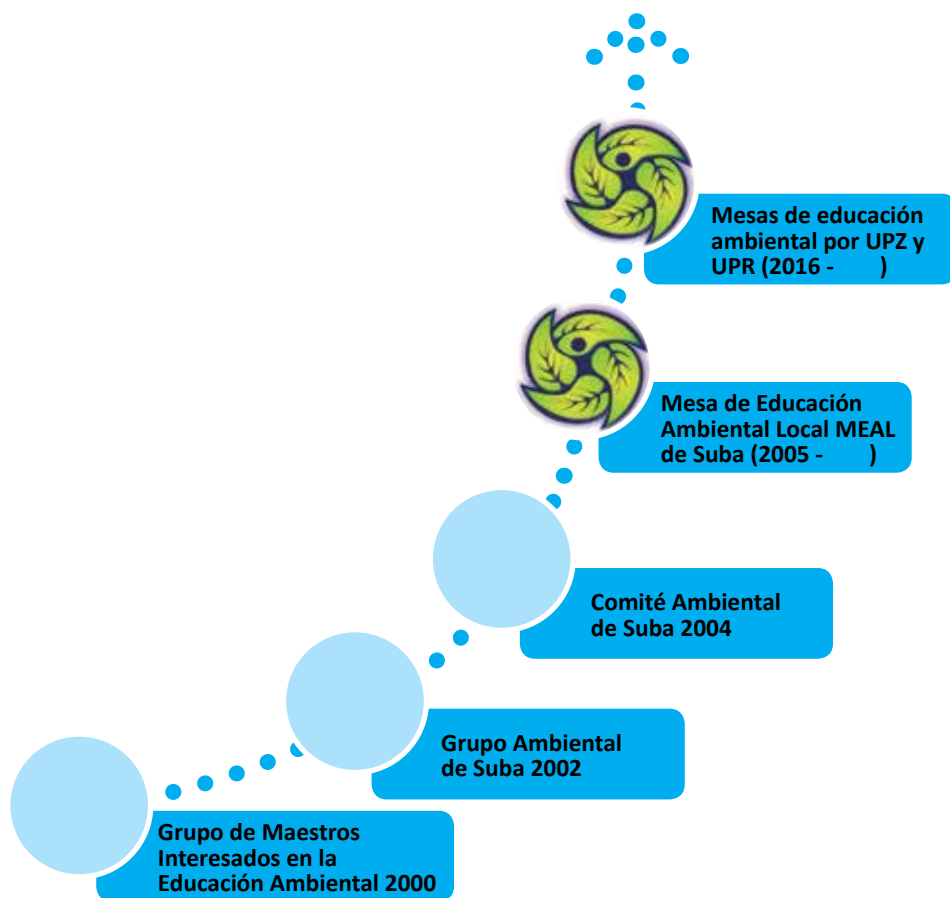 Mesas de educación
ambiental por UPZ y
UPR (2016 -       )
Mesa de Educación
Ambiental Local MEAL
de Suba (2005 -       )
Comité Ambiental
de Suba 2004
Grupo Ambiental
de Suba 2002
Grupo de Maestros
Interesados en la
Educación Ambiental 2000